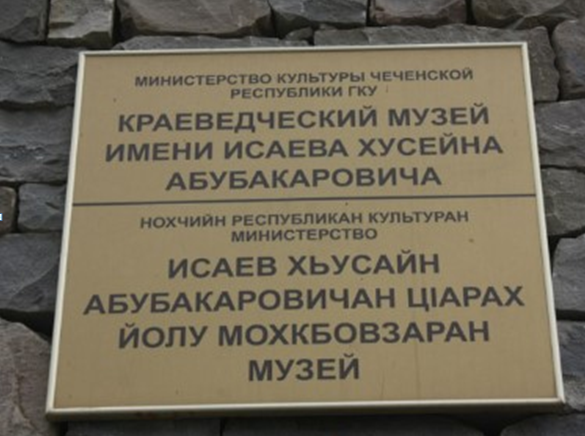 МИНИСТЕРСТВО КУЛЬТУРЫ ЧЕЧЕНСКОЙ
РЕСПУБЛИКИ ГКУ
КРАЕВЕДЧЕСКИЙ МУЗЕЙ
ИМЕНИ ИСАЕВА ХУСЕЙНА
АБУБАКАРОВИЧА
НОХЧИЙН РЕСПУБЛИКАН КУЛЬТУРАН
МИНИСТЕРСТВО
ИСАЕВ ХЬУСАЙН
АБУБАКАРОВИЧАН ЦІАРАХ
ЙОЛУ МОХКБОВЗАРАН
МУЗЕЙ